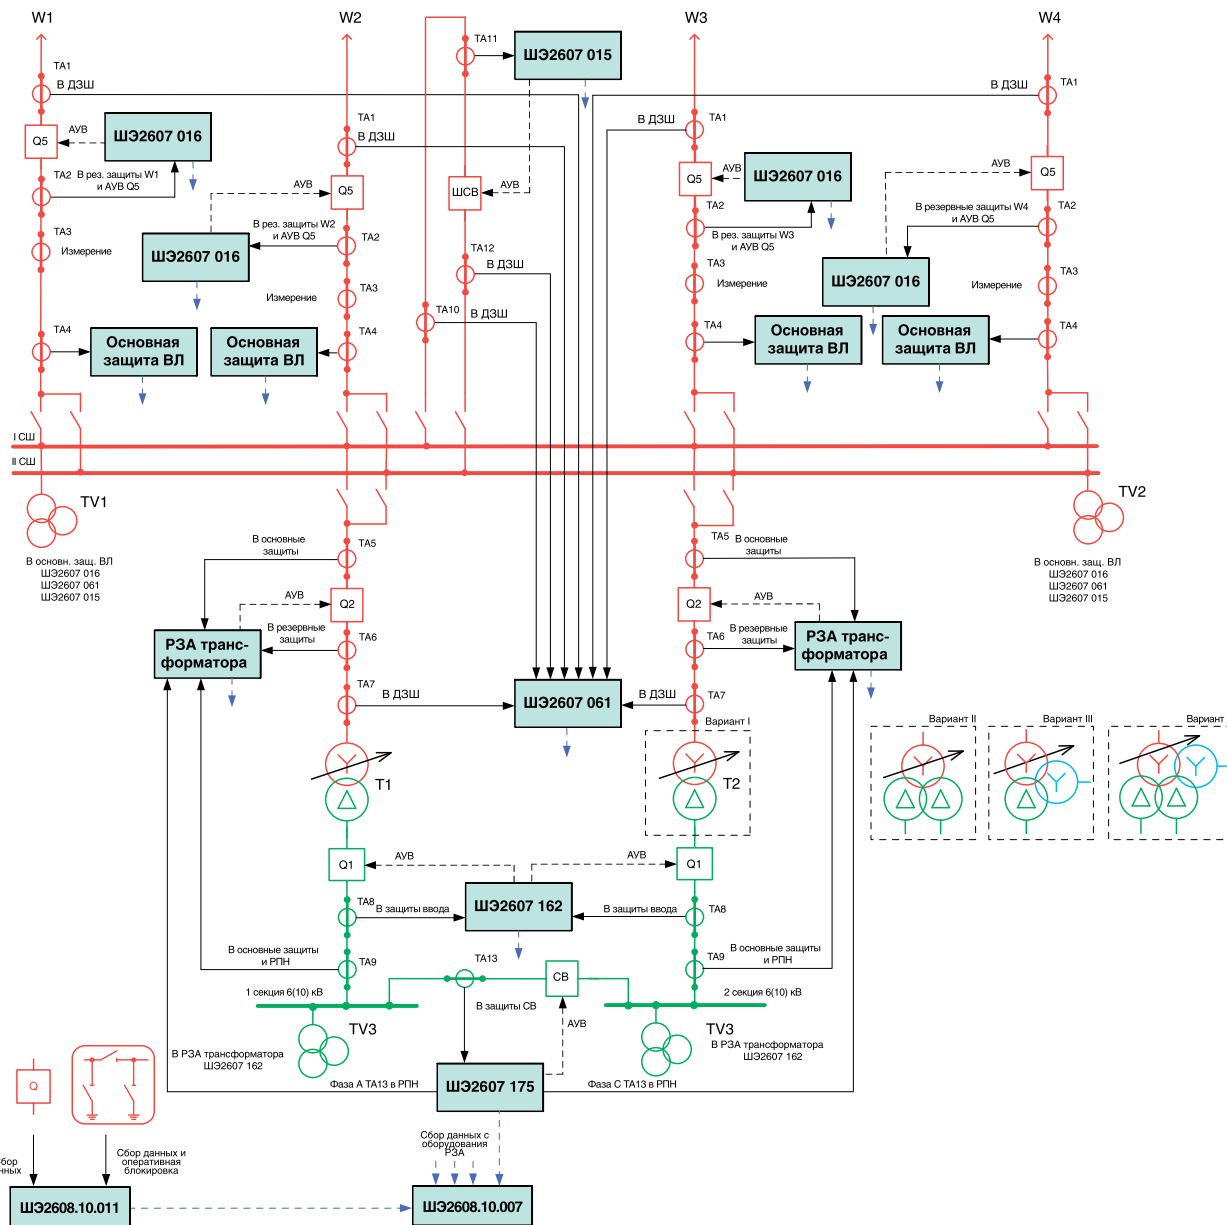 W1
W2
W3
W4
TA1
В ДЗШ
TA11
ШЭ2607 015
В ДЗШ
TA1
Q5
АУВ
ШЭ2607 016
TA1
В ДЗШ
В ДЗШ
TA1
TA2
В рез. защиты W1
и АУВ Q5
АУВ
Q5
ШСВ
АУВ
Q5
АУВ
ШЭ2607 016
АУВ
Q5
TA3
Измерение
В рез. защиты W2
и АУВ Q5
TA2
ШЭ2607 016
TA12
В ДЗШ
TA2
В рез. защиты W3
и АУВ Q5
В резервные защиты W4
и АУВ Q5
TA2
TA3
Измерение
ШЭ2607 016
TA3
Измерение
Измерение
TA3
TA10
В ДЗШ
TA4
Основная
защита ВЛ
Основная
защита ВЛ
TA4
TA4
Основная
защита ВЛ
Основная
защита ВЛ
TA4
I СШ
II СШ
TV1
TV2
В основн. защ. ВЛ
ШЭ2607 016
ШЭ2607 061
ШЭ2607 015
В основн. защ. ВЛ
ШЭ2607 016
ШЭ2607 061
ШЭ2607 015
В основные
защиты
TA5
TA5
В основные
защиты
АУВ
Q2
Q2
АУВ
РЗА транс-
форматора
В резервные
защиты
TA6
TA6
В резервные
защиты
РЗА транс-
форматора
TA7
В ДЗШ
ШЭ2607 061
В ДЗШ
TA7
Вариант I
Вариант II
Вариант III
Вариант
T1
T2
Q1
АУВ
АУВ
Q1
ШЭ2607 162
TA8
В защиты ввода
В защиты ввода
TA8
В основные защиты
и РПН
TA9
TA13
СВ
TA9
В основные защиты
и РПН
1 секция 6(10) кВ
В защиты СВ
АУВ
2 секция 6(10) кВ
TV3
TV3
В РЗА трансформатора
ШЭ2607 162
В РЗА трансформатора
ШЭ2607 162
Фаза А ТА13 в РПН
ШЭ2607 175
Фаза С ТА13 в РПН
Q
Сбор данных и
оперативная
блокировка
Сбор данных с
оборудования
РЗА
ШЭ2608.10.011
ШЭ2608.10.007